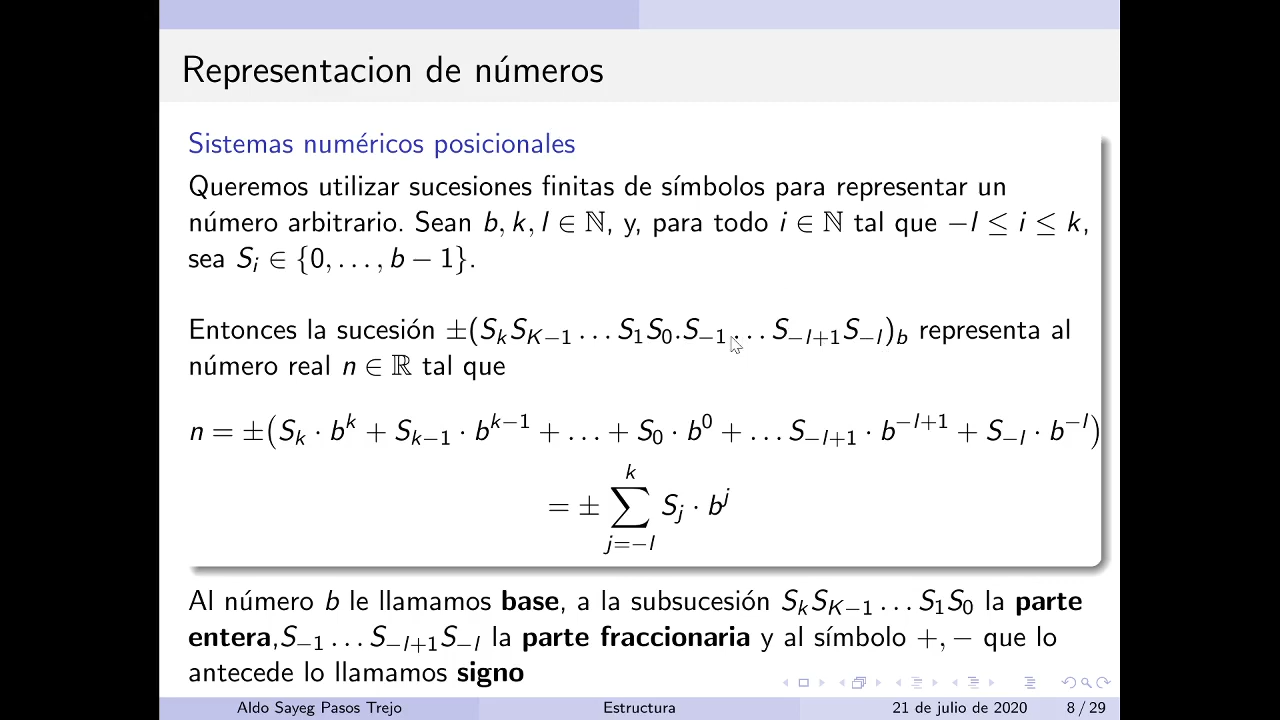 Representacion de números
Sistemas numéricos posicionales
Queremos utilizar sucesiones finitas de símbolos para representar un
número arbitrario. Sean b, k, l ∈ ℕ, y, para todo i ∈ ℕ tal que −l ≤ i ≤ k,
sea S_i ∈ {0, . . . , b − 1}.
Entonces la sucesión ±(S_k S_{K−1} . . . S_1 S_0.S_{−1} . . . S_{−l+1} S_{−l})_b representa al
número real n ∈ ℝ tal que
n = ±(S_k · b^k + S_{k−1} · b^{k−1} + . . . + S_0 · b^0 + . . . S_{−l+1} · b^{−l+1} + S_{−l} · b^{−l})
= ± ∑_{j=−l}^{k} S_j · b^j
Al número b le llamamos base, a la subsucesión S_k S_{K−1} . . . S_1 S_0 la parte
entera,S_{−1} . . . S_{−l+1} S_{−l} la parte fraccionaria y al símbolo +, − que lo
antecede lo llamamos signo
Aldo Sayeg Pasos Trejo Estructura 21 de julio de 2020 8 / 29